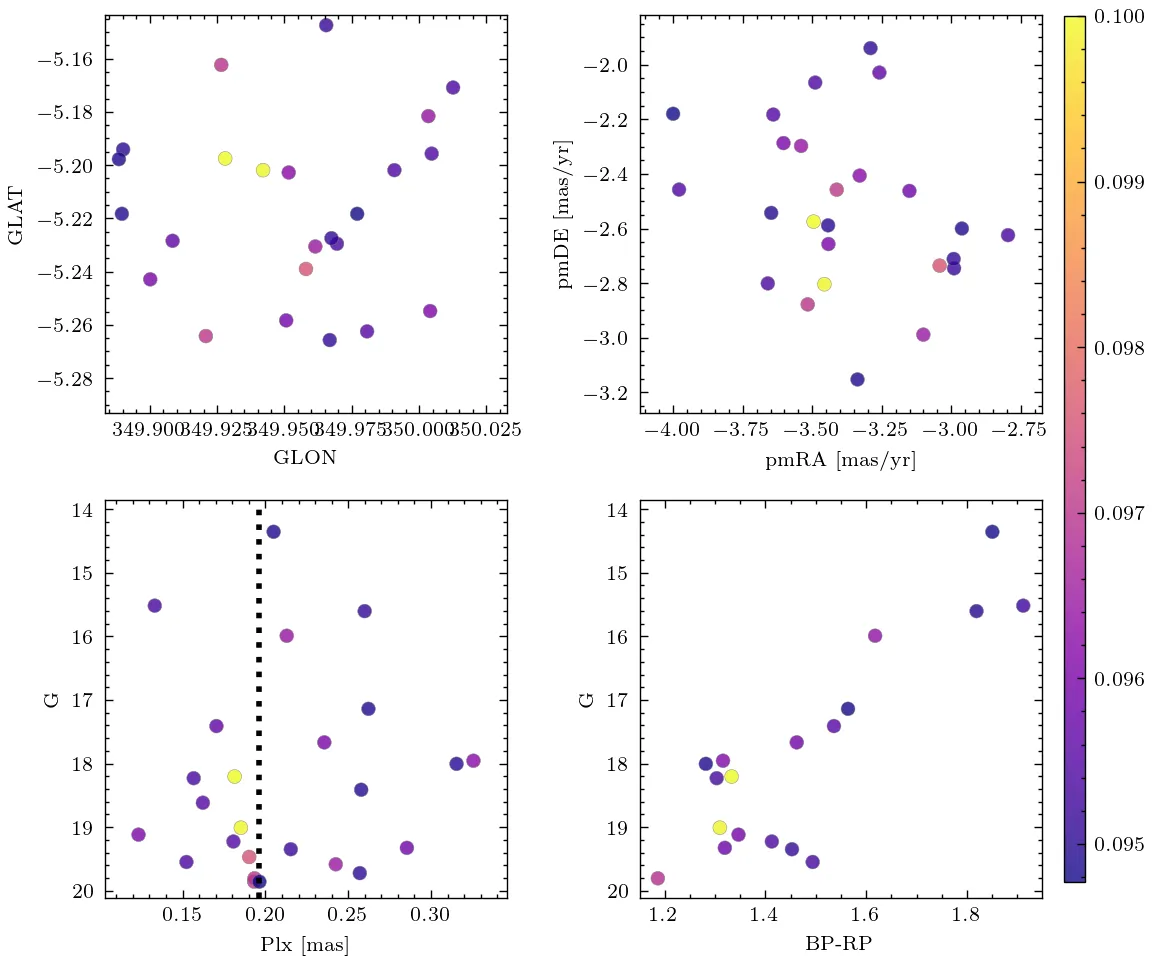 −5.16
−5.18
−5.20
−5.22
−5.24
−5.26
−5.28
GLAT
349.900 349.925 349.950 349.975 350.000 350.025
GLON
−2.0
−2.2
−2.4
−2.6
−2.8
−3.0
−3.2
pmDE [mas/yr]
−4.00 −3.75 −3.50 −3.25 −3.00 −2.75
pmRA [mas/yr]
0.100
0.099
0.098
0.097
0.096
0.095
14
15
16
17
18
19
20
G
0.15 0.20 0.25 0.30
Plx [mas]
14
15
16
17
18
19
20
G
1.2 1.4 1.6 1.8
BP-RP